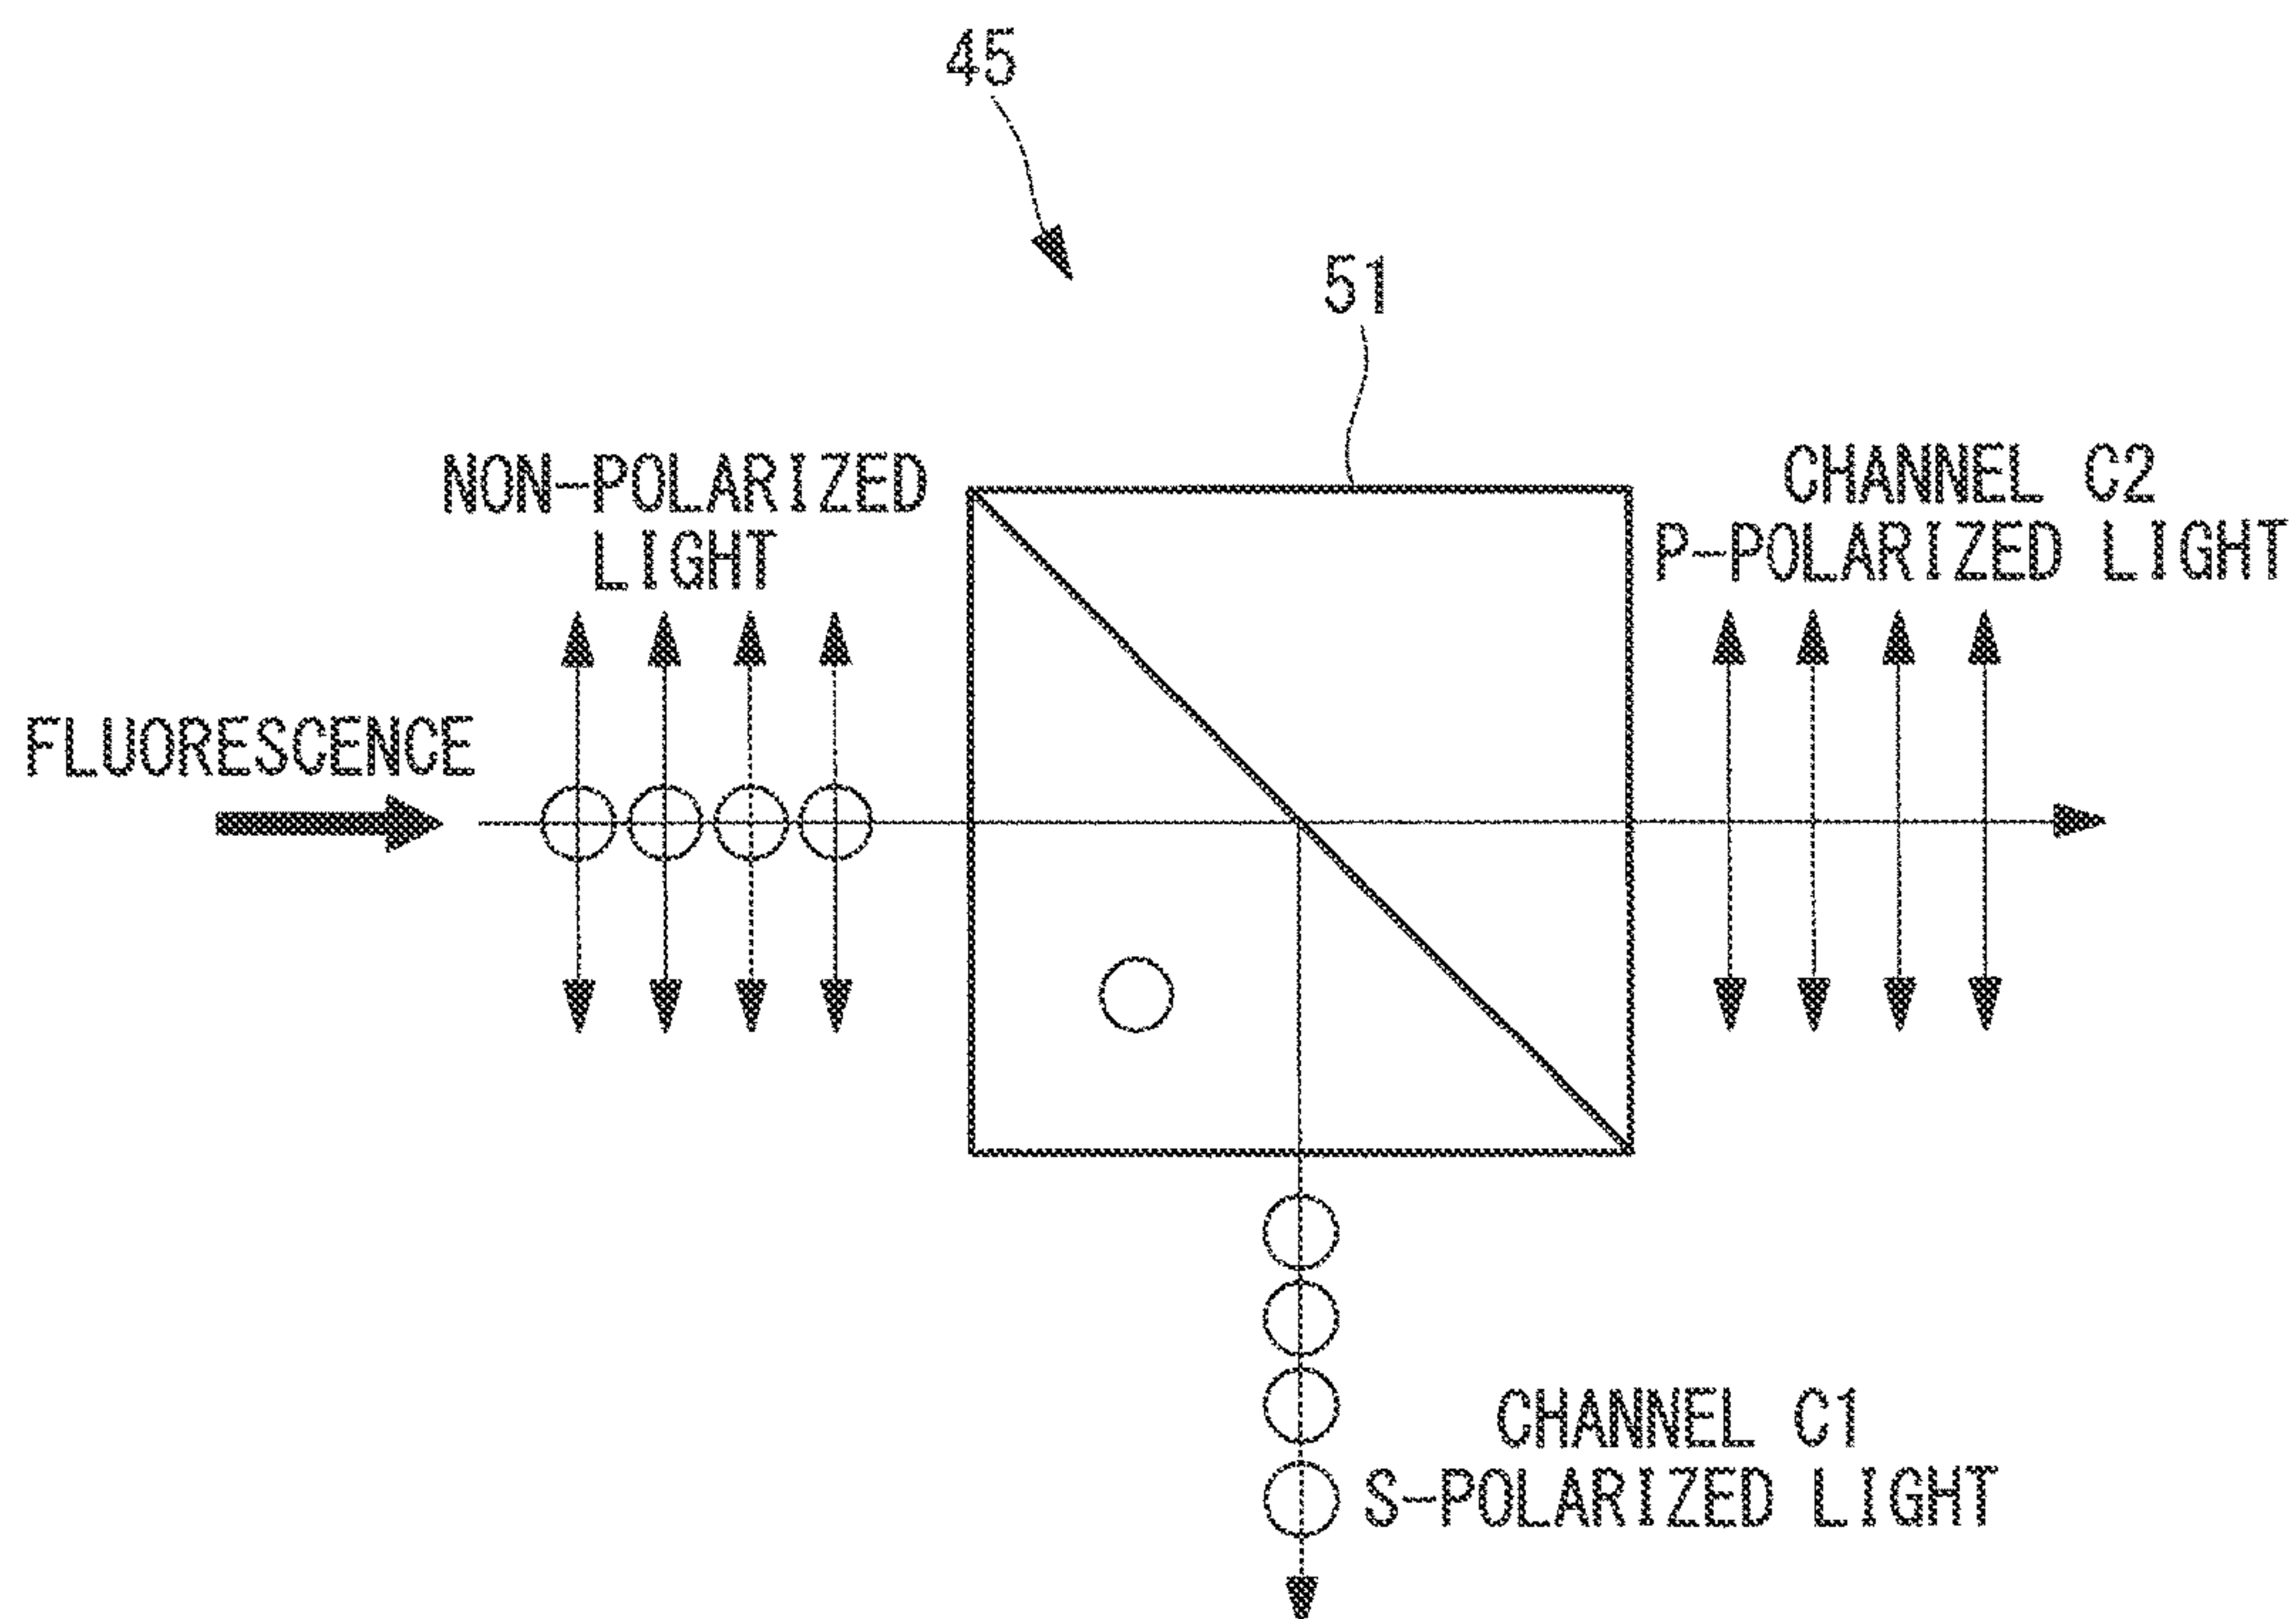 45
51
NON-POLARIZED
LIGHT
CHANNEL C2
P-POLARIZED LIGHT
FLUORESCENCE
CHANNEL C1
S-POLARIZED LIGHT